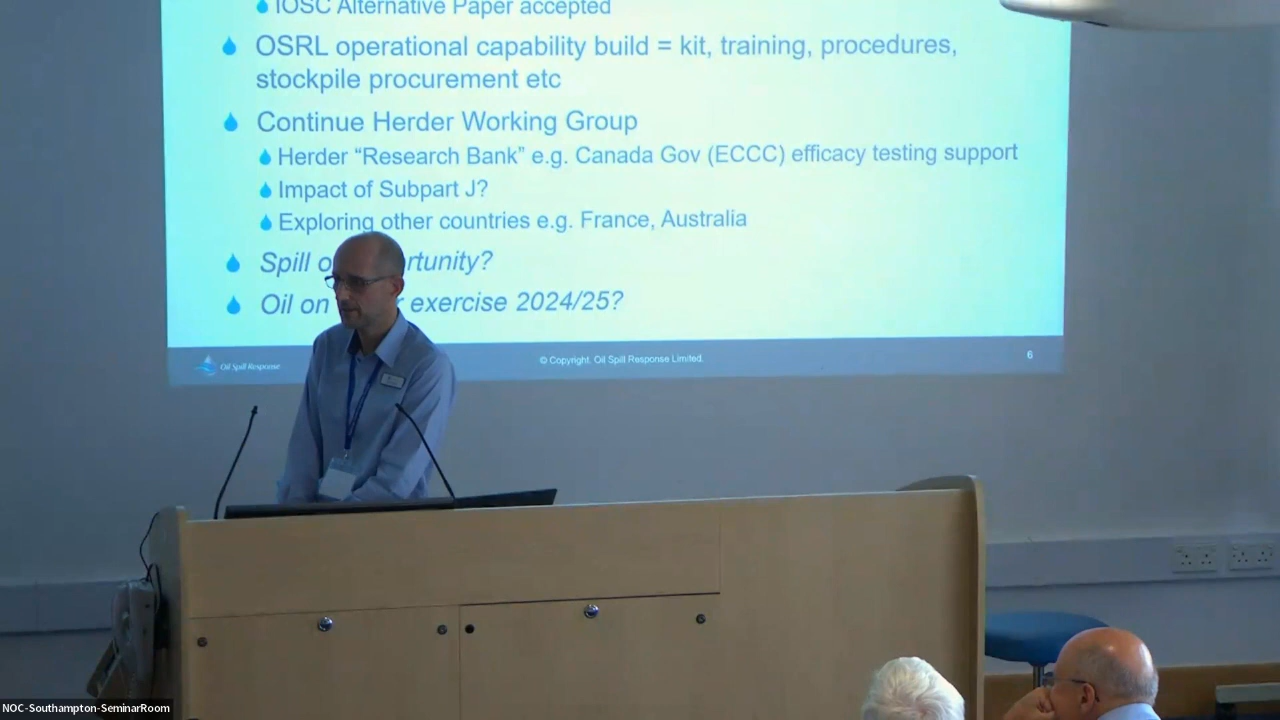 IOSC Alternative Paper accepted
OSRL operational capability build = kit, training, procedures,
stockpile procurement etc
Continue Herder Working Group
Herder “Research Bank” e.g. Canada Gov (ECCC) efficacy testing support
Impact of Subpart J?
Exploring other countries e.g. France, Australia
Spill o rtunity?
Oil on r exercise 2024/25?
Oil Spill Response
© Copyright. Oil Spill Response Limited.
6
NOC-Southampton-SeminarRoom